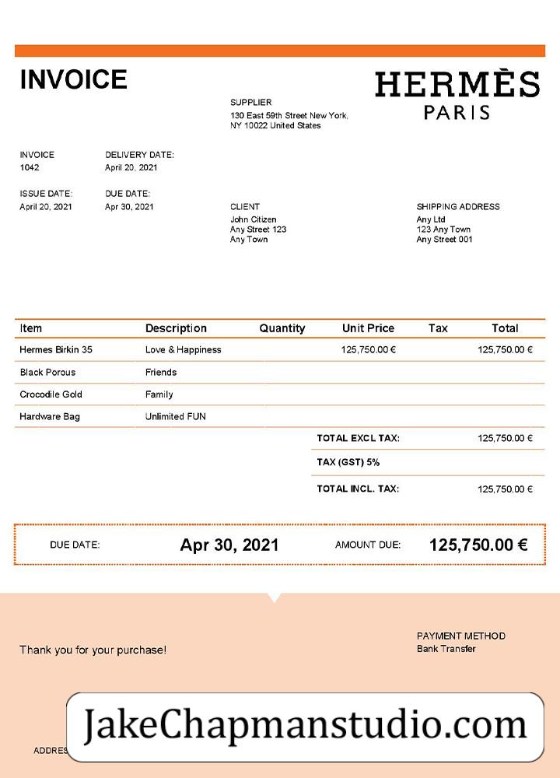 INVOICE
HERMÈS
PARIS
SUPPLIER
130 East 59th Street New York,
NY 10022 United States
INVOICE
1042
DELIVERY DATE:
April 20, 2021
ISSUE DATE:
April 20, 2021
DUE DATE:
Apr 30, 2021
CLIENT
John Citizen
Any Street 123
Any Town
SHIPPING ADDRESS
Any Ltd
123 Any Town
Any Street 001
Item Description Quantity Unit Price Tax Total
Hermes Birkin 35 Love & Happiness 125,750.00 € 125,750.00 €
Black Porous Friends
Crocodile Gold Family
Hardware Bag Unlimited FUN
TOTAL EXCL TAX: 125,750.00 €
TAX (GST) 5%
TOTAL INCL. TAX: 125,750.00 €
DUE DATE: Apr 30, 2021 AMOUNT DUE: 125,750.00 €
Thank you for your purchase!
PAYMENT METHOD
Bank Transfer
JakeChapmanstudio.com